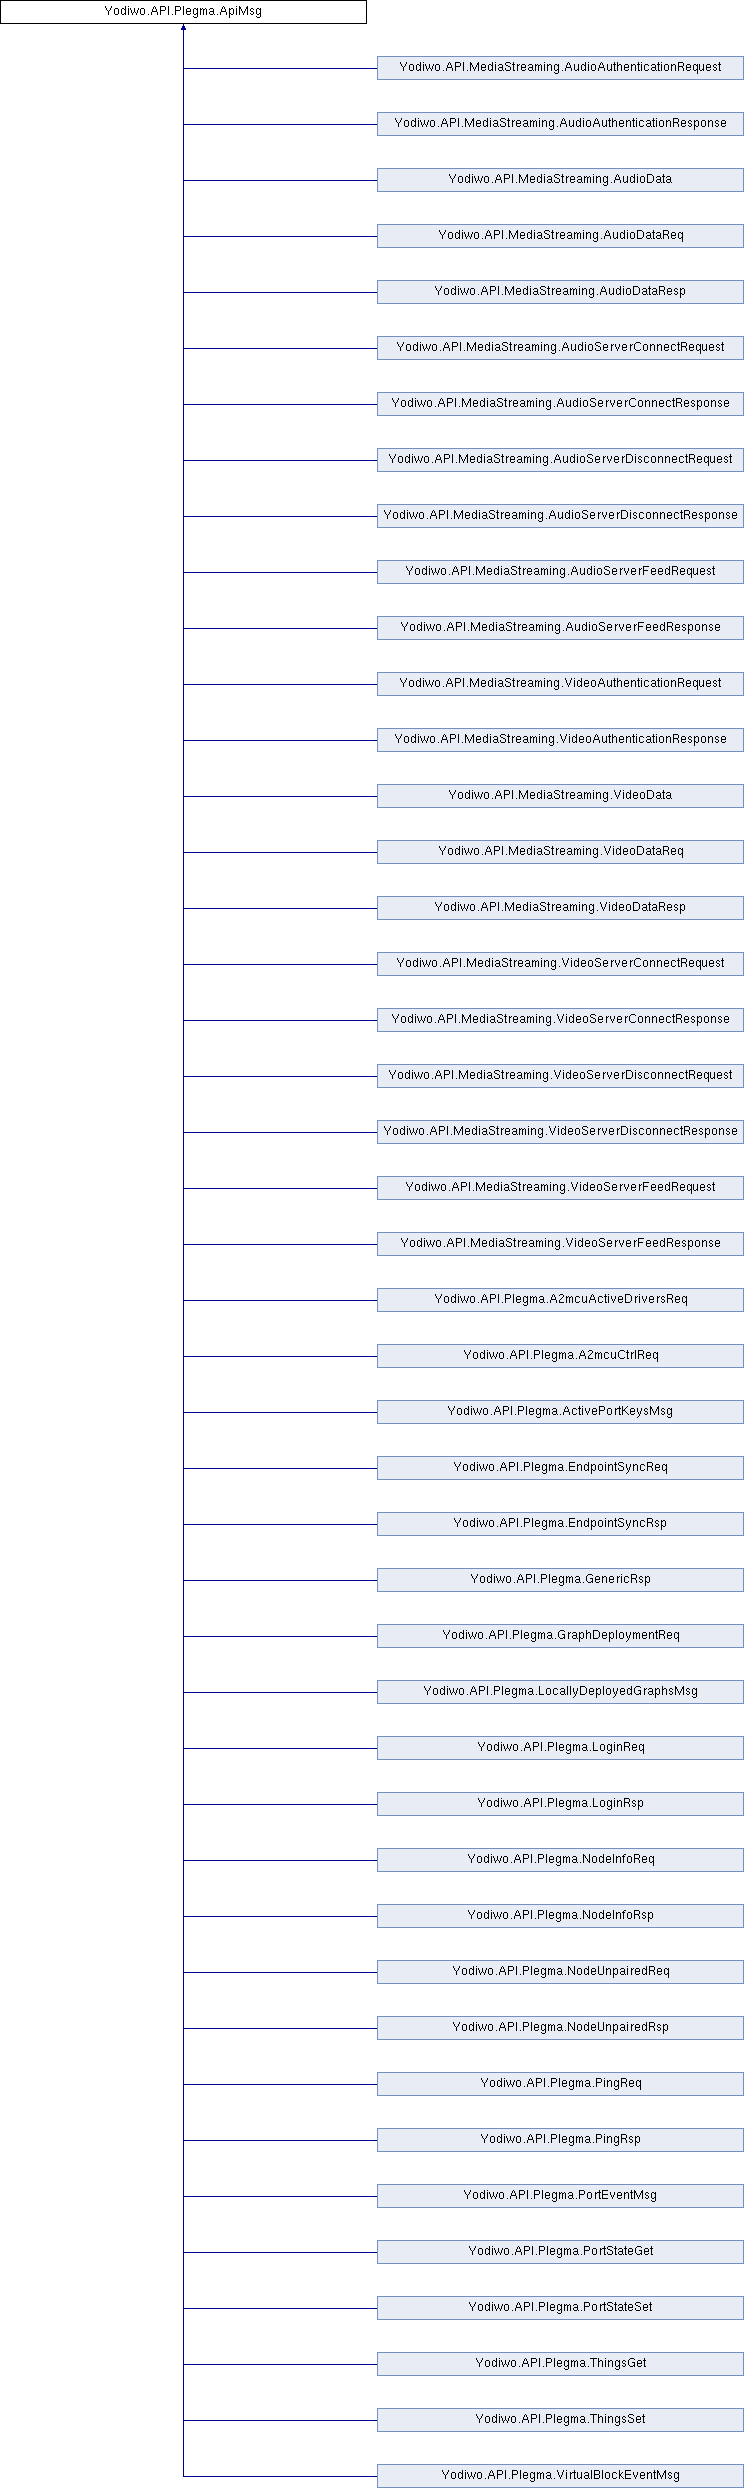 Yodiwo.API.Plegma.ApiMsg
Yodiwo.API.MediaStreaming.AudioAuthenticationRequest
Yodiwo.API.MediaStreaming.AudioAuthenticationResponse
Yodiwo.API.MediaStreaming.AudioData
Yodiwo.API.MediaStreaming.AudioDataReq
Yodiwo.API.MediaStreaming.AudioDataResp
Yodiwo.API.MediaStreaming.AudioServerConnectRequest
Yodiwo.API.MediaStreaming.AudioServerConnectResponse
Yodiwo.API.MediaStreaming.AudioServerDisconnectRequest
Yodiwo.API.MediaStreaming.AudioServerDisconnectResponse
Yodiwo.API.MediaStreaming.AudioServerFeedRequest
Yodiwo.API.MediaStreaming.AudioServerFeedResponse
Yodiwo.API.MediaStreaming.VideoAuthenticationRequest
Yodiwo.API.MediaStreaming.VideoAuthenticationResponse
Yodiwo.API.MediaStreaming.VideoData
Yodiwo.API.MediaStreaming.VideoDataReq
Yodiwo.API.MediaStreaming.VideoDataResp
Yodiwo.API.MediaStreaming.VideoServerConnectRequest
Yodiwo.API.MediaStreaming.VideoServerConnectResponse
Yodiwo.API.MediaStreaming.VideoServerDisconnectRequest
Yodiwo.API.MediaStreaming.VideoServerDisconnectResponse
Yodiwo.API.MediaStreaming.VideoServerFeedRequest
Yodiwo.API.MediaStreaming.VideoServerFeedResponse
Yodiwo.API.Plegma.A2mcuActiveDriversReq
Yodiwo.API.Plegma.A2mcuCtrlReq
Yodiwo.API.Plegma.ActivePortKeysMsg
Yodiwo.API.Plegma.EndpointSyncReq
Yodiwo.API.Plegma.EndpointSyncRsp
Yodiwo.API.Plegma.GenericRsp
Yodiwo.API.Plegma.GraphDeploymentReq
Yodiwo.API.Plegma.LocallyDeployedGraphsMsg
Yodiwo.API.Plegma.LoginReq
Yodiwo.API.Plegma.LoginRsp
Yodiwo.API.Plegma.NodeInfoReq
Yodiwo.API.Plegma.NodeInfoRsp
Yodiwo.API.Plegma.NodeUnpairedReq
Yodiwo.API.Plegma.NodeUnpairedRsp
Yodiwo.API.Plegma.PingReq
Yodiwo.API.Plegma.PingRsp
Yodiwo.API.Plegma.PortEventMsg
Yodiwo.API.Plegma.PortStateGet
Yodiwo.API.Plegma.PortStateSet
Yodiwo.API.Plegma.ThingsGet
Yodiwo.API.Plegma.ThingsSet
Yodiwo.API.Plegma.VirtualBlockEventMsg